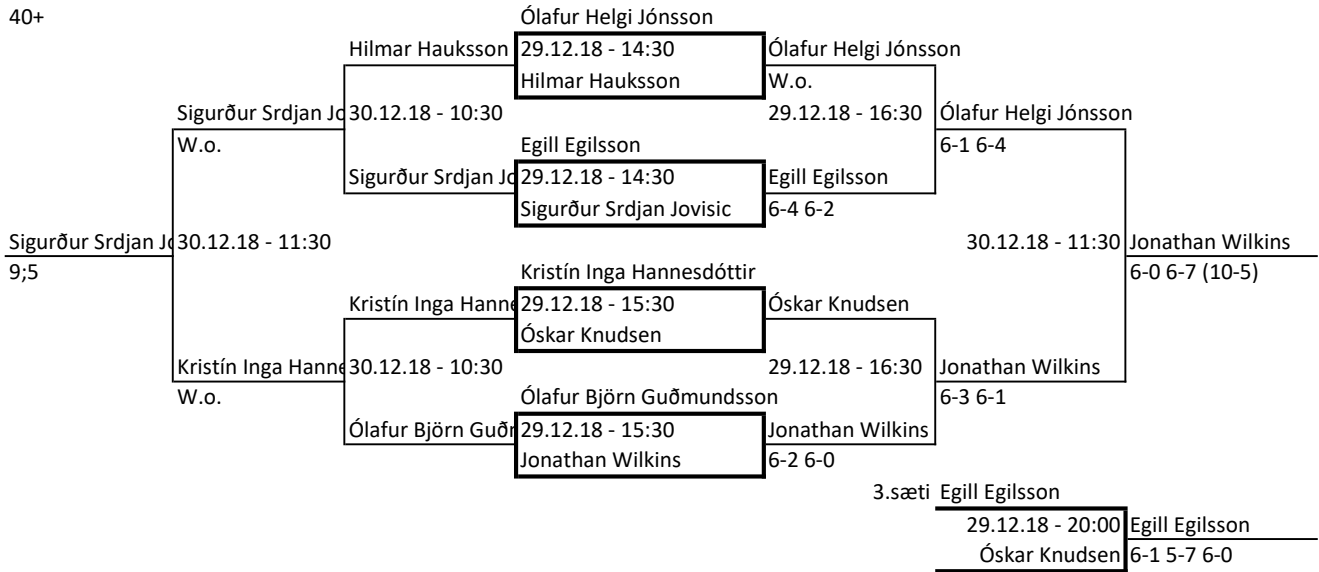 40+
Ólafur Helgi Jónsson
Hilmar Hauksson 29.12.18 - 14:30 Ólafur Helgi Jónsson
Hilmar Hauksson W.o.
Sigurður Srdjan Jo 30.12.18 - 10:30 29.12.18 - 16:30 Ólafur Helgi Jónsson
W.o. Egill Egilsson 6-1 6-4
Sigurður Srdjan Jo 29.12.18 - 14:30 Egill Egilsson
Sigurður Srdjan Jovisic 6-4 6-2
Sigurður Srdjan Jo 30.12.18 - 11:30 30.12.18 - 11:30 Jonathan Wilkins
9;5 Kristín Inga Hannesdóttir 6-0 6-7 (10-5)
Kristín Inga Hanne 29.12.18 - 15:30 Óskar Knudsen
Óskar Knudsen
Kristín Inga Hanne 30.12.18 - 10:30 29.12.18 - 16:30 Jonathan Wilkins
W.o. Ólafur Björn Guðmundsson 6-3 6-1
Ólafur Björn Guðm 29.12.18 - 15:30 Jonathan Wilkins
Jonathan Wilkins 6-2 6-0
3.sæti Egill Egilsson
29.12.18 - 20:00 Egill Egilsson
Óskar Knudsen 6-1 5-7 6-0